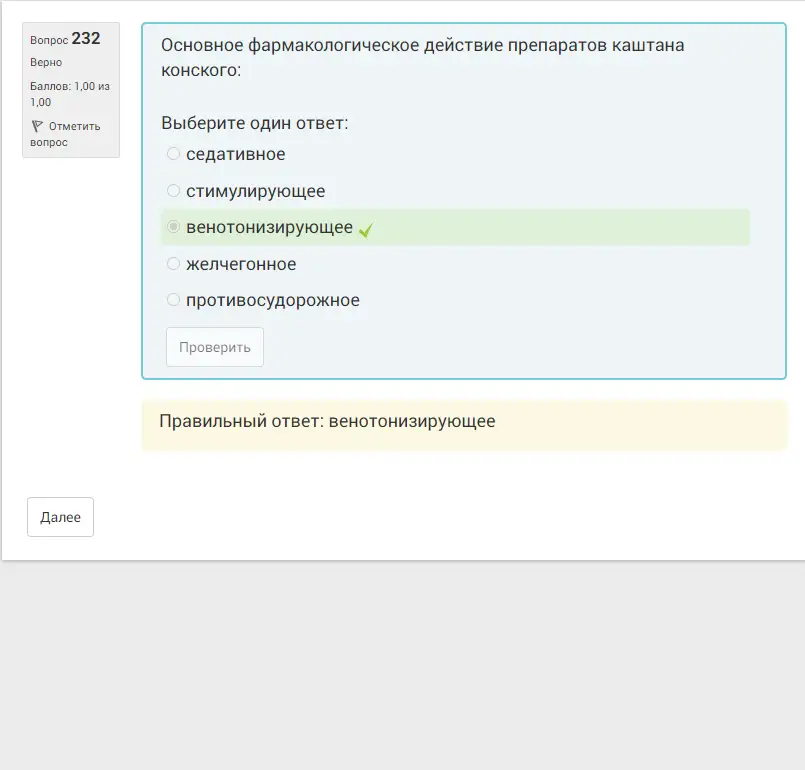 Вопрос 232
Верно
Баллов: 1,00 из
1,00
Отметить
вопрос
Основное фармакологическое действие препаратов каштана
конского:
Выберите один ответ:
седативное
стимулирующее
венотонизирующее
желчегонное
противосудорожное
Проверить
Правильный ответ: венотонизирующее
Далее